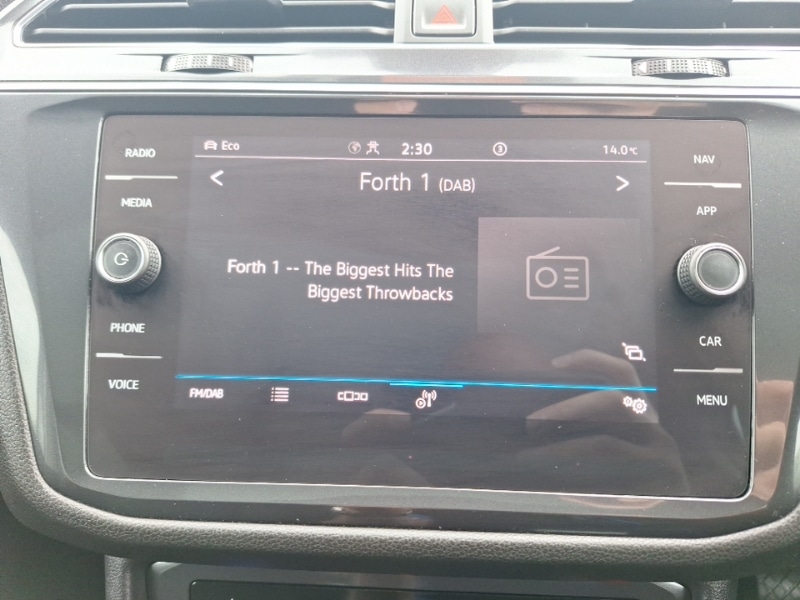 RADIO
MEDIA
PHONE
VOICE
Eco 2:30 3 14.0°C
Forth 1 (DAB)
Forth 1 -- The Biggest Hits The
Biggest Throwbacks
FM/DAB
NAV
APP
CAR
MENU